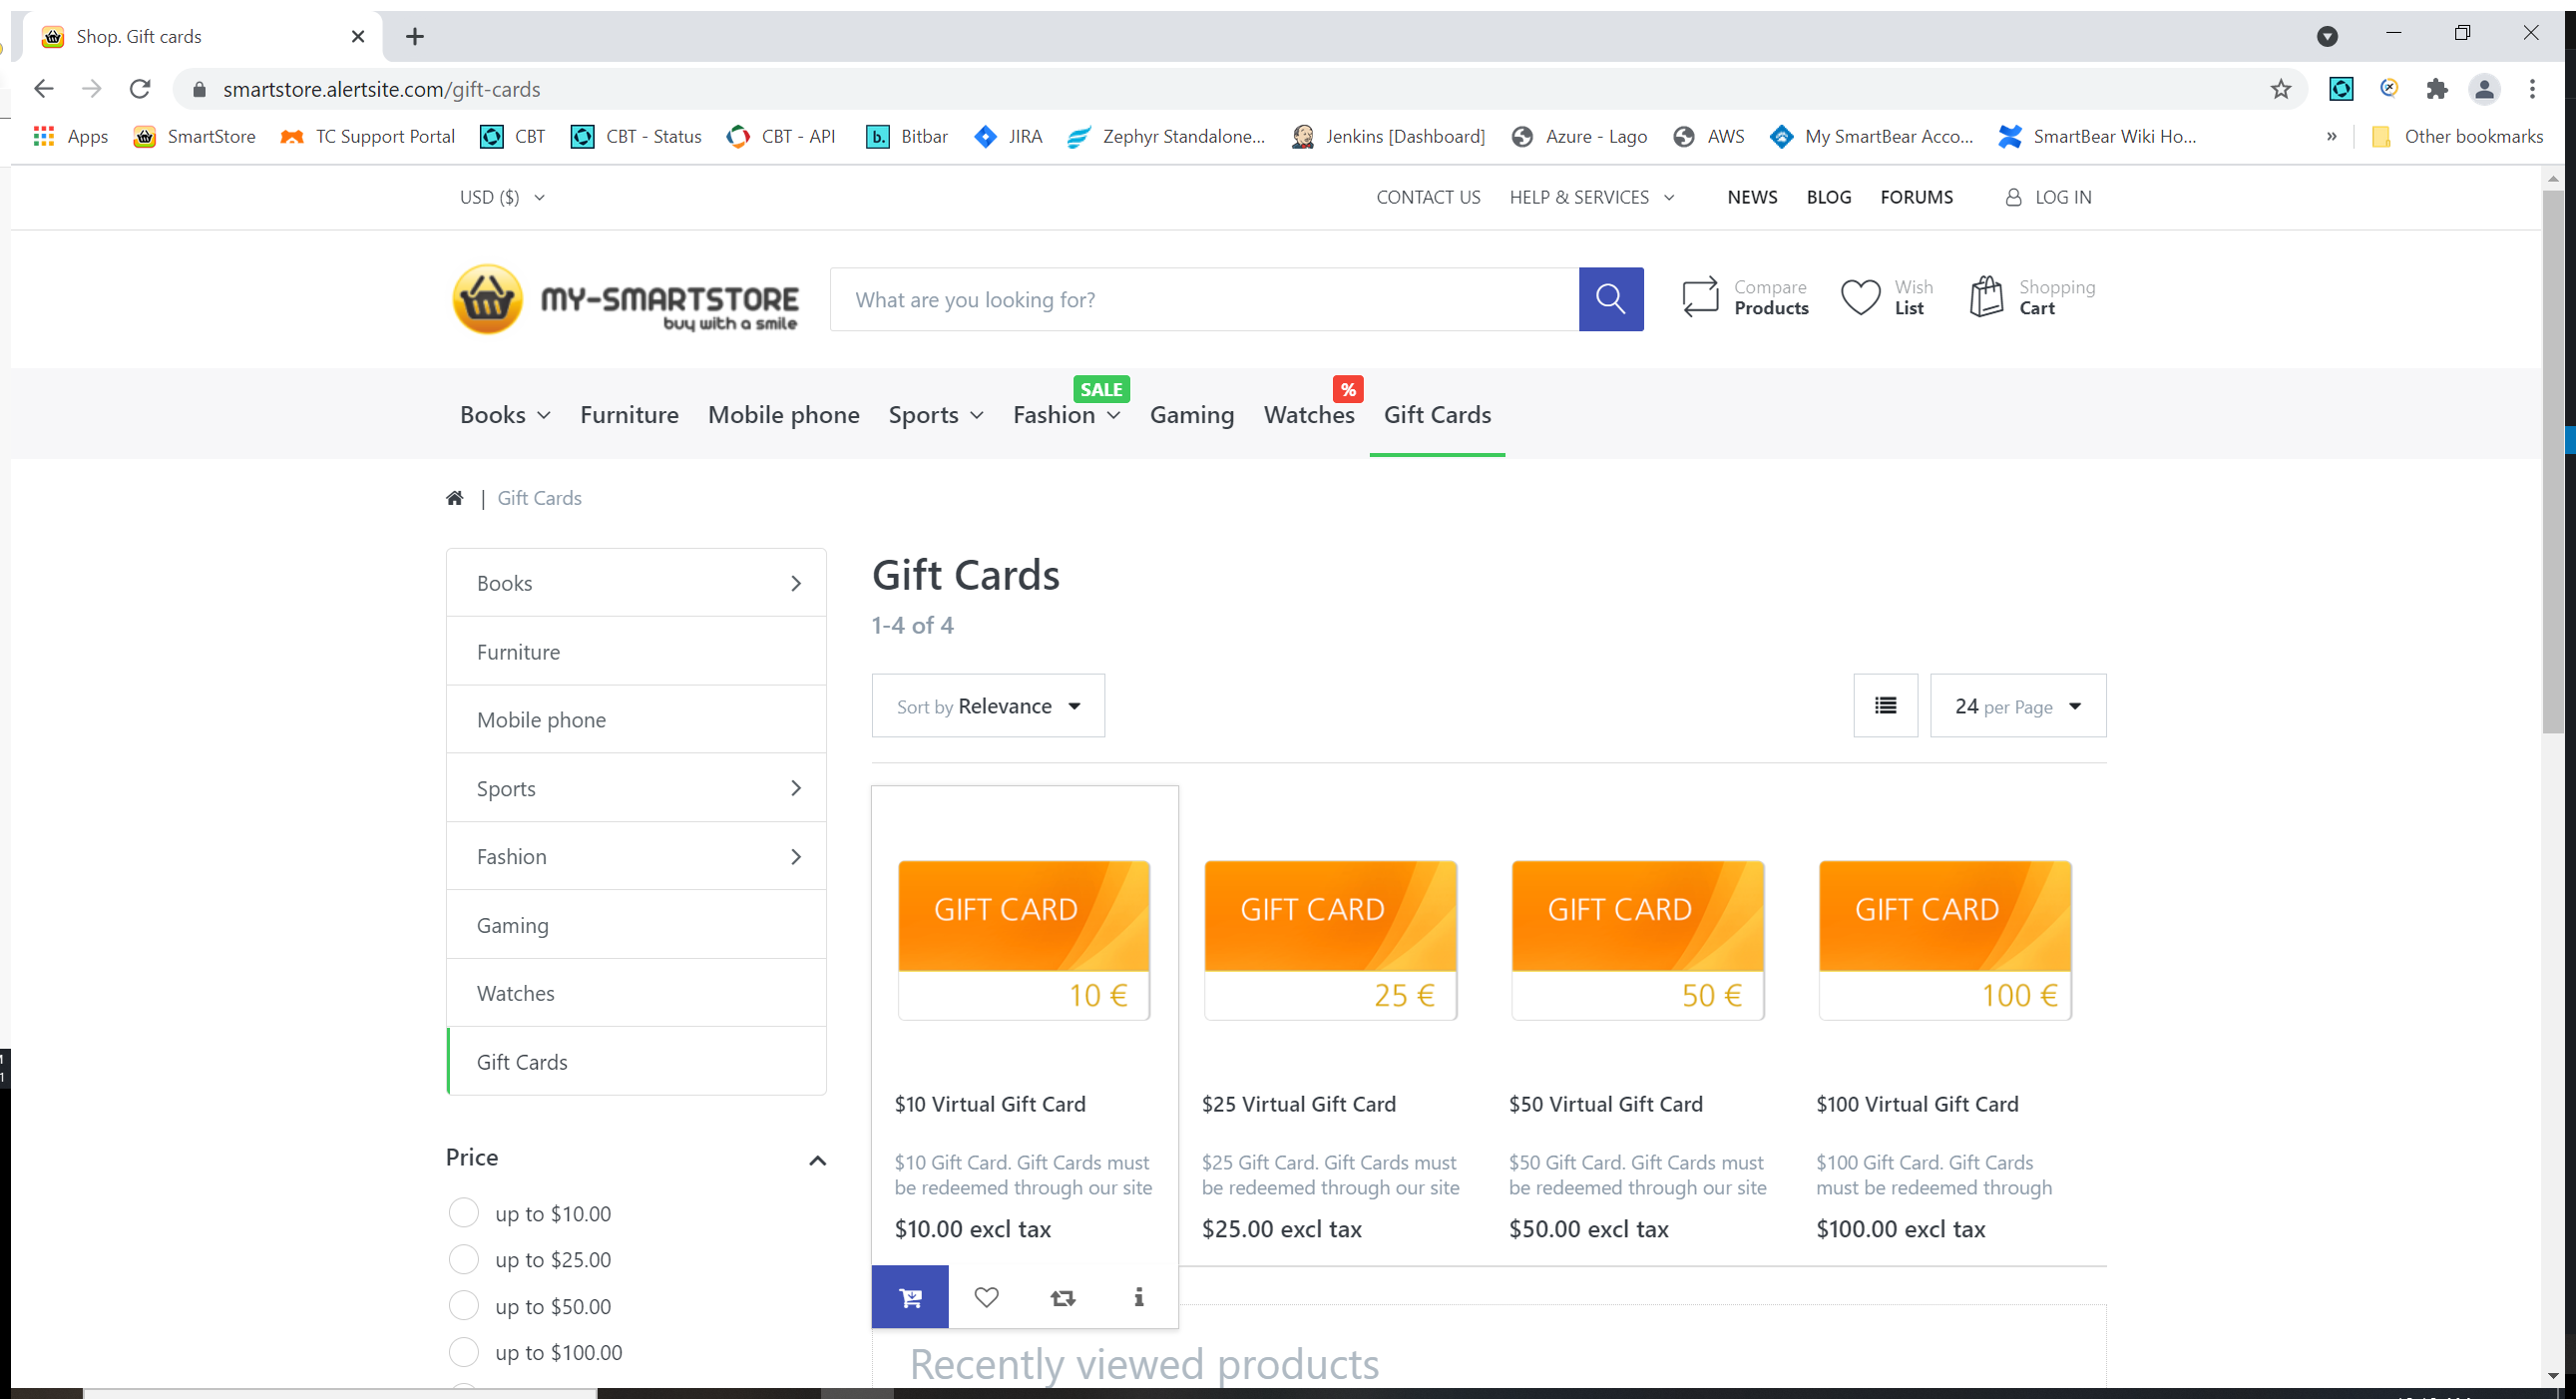 Shop. Gift cards
smartstore.alertsite.com/gift-cards
Apps SmartStore TC Support Portal CBT CBT - Status CBT - API Bitbar JIRA Zephyr Standalone... Jenkins [Dashboard] Azure - Lago AWS My SmartBear Acco... SmartBear Wiki Ho... » Other bookmarks
USD ($) CONTACT US HELP & SERVICES NEWS BLOG FORUMS LOG IN
MY-SMARTSTORE
buy with a smile
What are you looking for?
Compare
Products
Wish
List
Shopping
Cart
SALE %
Books Furniture Mobile phone Sports Fashion Gaming Watches Gift Cards
| Gift Cards
Books
Furniture
Mobile phone
Sports
Fashion
Gaming
Watches
Gift Cards
Price
up to $10.00
up to $25.00
up to $50.00
up to $100.00
Gift Cards
1-4 of 4
Sort by Relevance
24 per Page
GIFT CARD
10 €
$10 Virtual Gift Card
$10 Gift Card. Gift Cards must
be redeemed through our site
$10.00 excl tax
GIFT CARD
25 €
$25 Virtual Gift Card
$25 Gift Card. Gift Cards must
be redeemed through our site
$25.00 excl tax
GIFT CARD
50 €
$50 Virtual Gift Card
$50 Gift Card. Gift Cards must
be redeemed through our site
$50.00 excl tax
GIFT CARD
100 €
$100 Virtual Gift Card
$100 Gift Card. Gift Cards
must be redeemed through
$100.00 excl tax
Recently viewed products